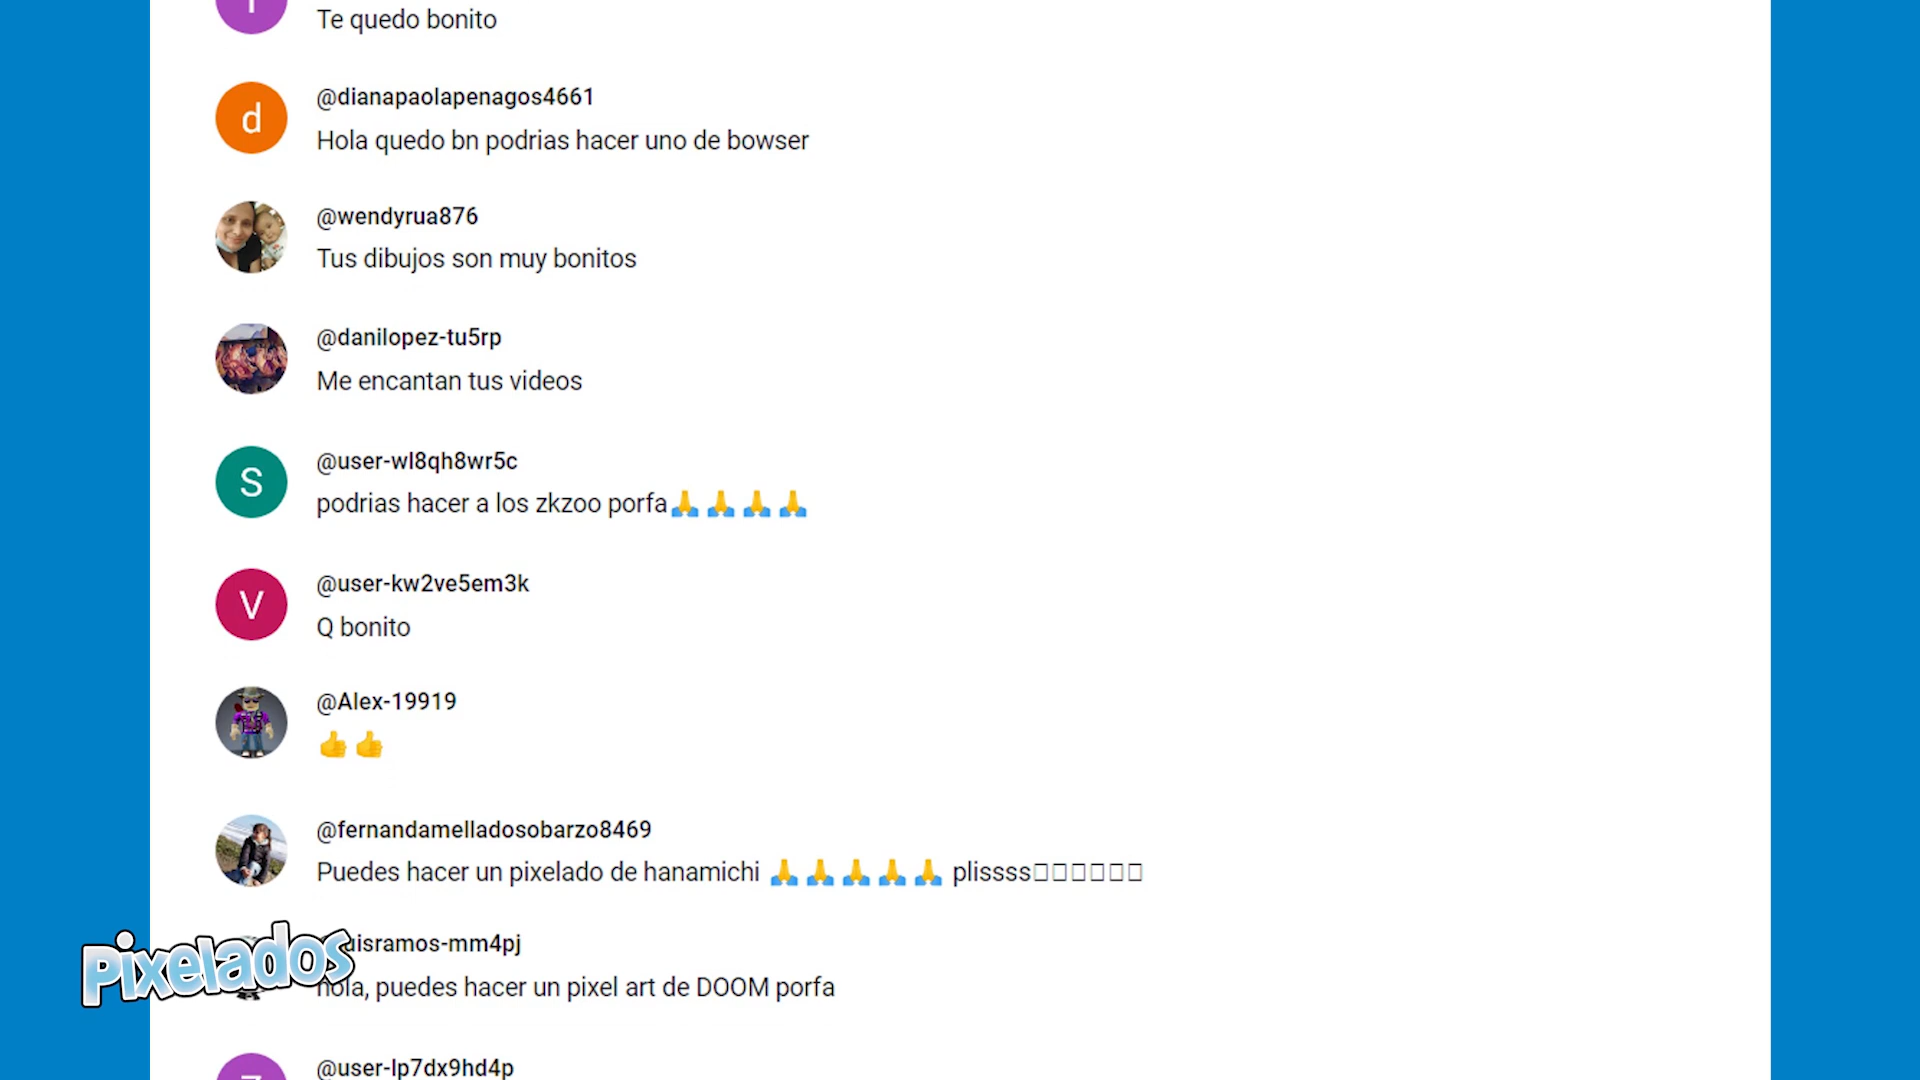 Te quedo bonito
d
@dianapaolapenagos4661
Hola quedo bn podrias hacer uno de bowser
@wendyrua876
Tus dibujos son muy bonitos
@danilopez-tu5rp
Me encantan tus videos
S
@user-wl8qh8wr5c
podrias hacer a los zkzoo porfa🙏🙏🙏🙏
V
@user-kw2ve5em3k
Q bonito
@Alex-19919
👍👍
@fernandamelladosobarzo8469
Puedes hacer un pixelado de hanamichi 🙏🙏🙏🙏🙏 plissss□□□□□□
uisramos-mm4pj
Pixelados
hola, puedes hacer un pixel art de DOOM porfa
@user-lp7dx9hd4p